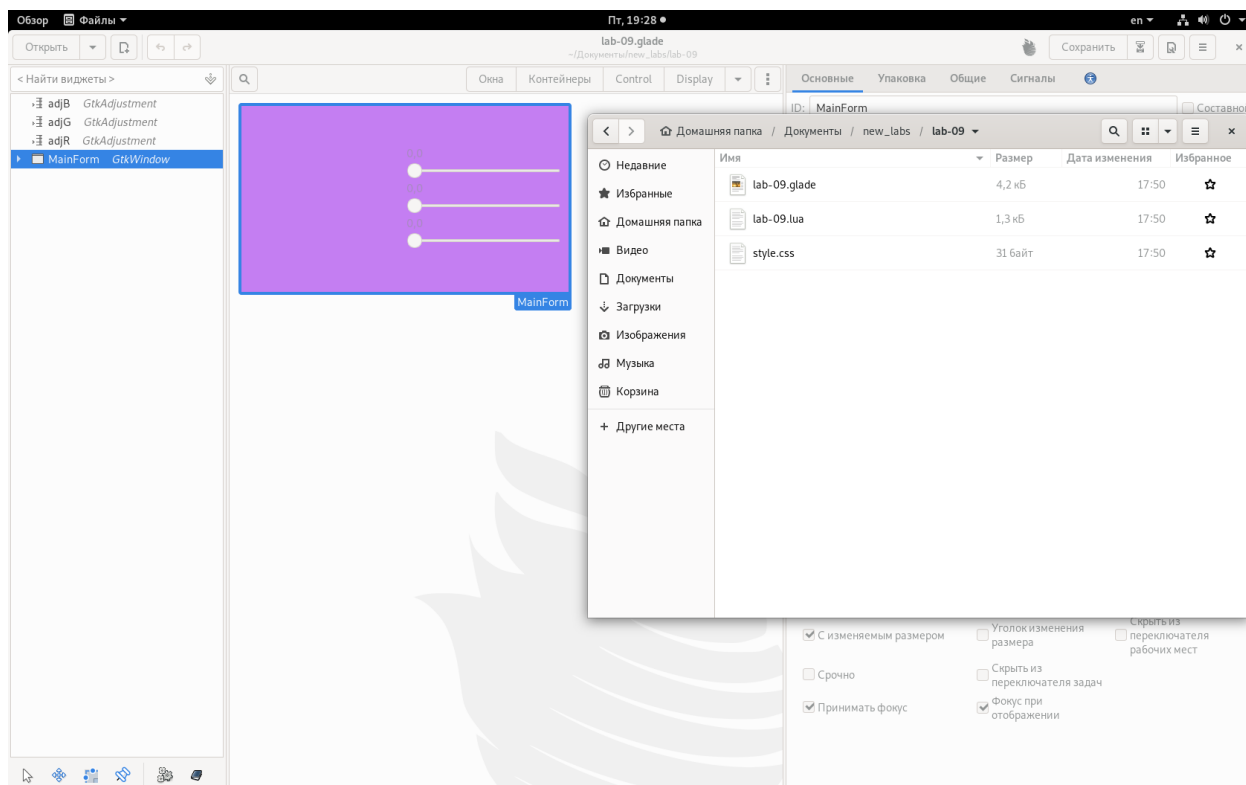 Обзор Файлы Пт, 19:28 en
Открыть lab-09.glade Сохранить
~/Документы/new_labs/lab-09
< Найти виджеты > Окна Контейнеры Control Display Основные Упаковка Общие Сигналы
adjB GtkAdjustment
adjG GtkAdjustment
adjR GtkAdjustment
MainForm GtkWindow
ID: MainForm Составной
MainForm
Домашняя папка / Документы / new_labs / lab-09
Недавние
Избранные
Домашняя папка
Видео
Документы
Загрузки
Изображения
Музыка
Корзина
+ Другие места
Имя Размер Дата изменения Избранное
lab-09.glade 4,2 кБ 17:50
lab-09.lua 1,3 кБ 17:50
style.css 31 байт 17:50
С изменяемым размером
Уголок изменения
размера
Скрыть из
переключателя
рабочих мест
Срочно
Скрыть из
переключателя задач
Принимать фокус
Фокус при
отображении